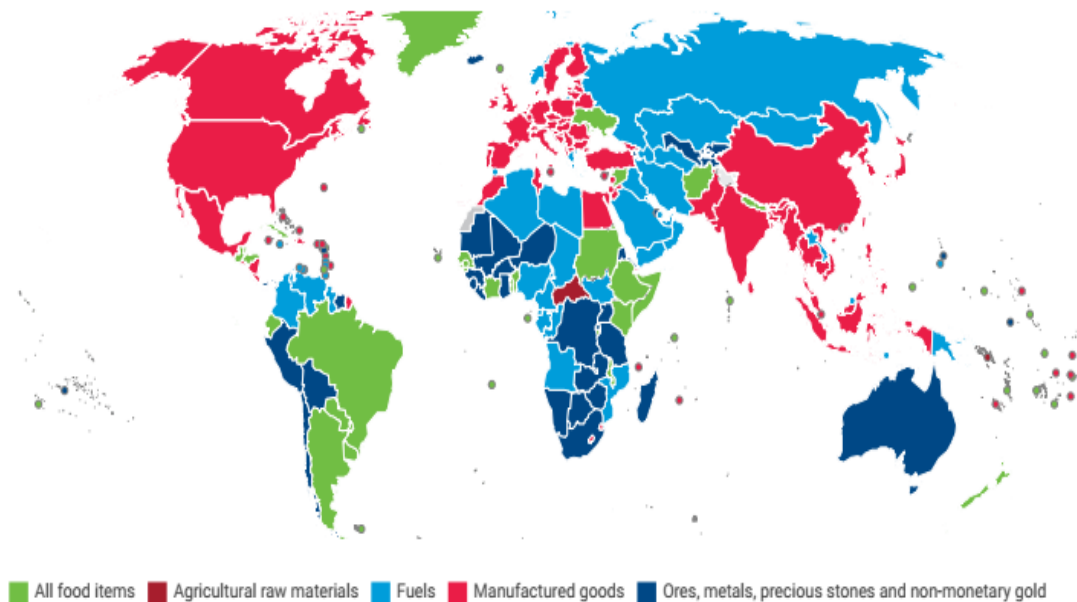 All food items Agricultural raw materials Fuels Manufactured goods Ores, metals, precious stones and non-monetary gold